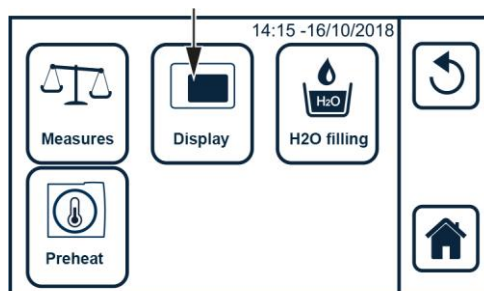 14:15 -16/10/2018
Measures
Display
H2O
H2O filling
Preheat